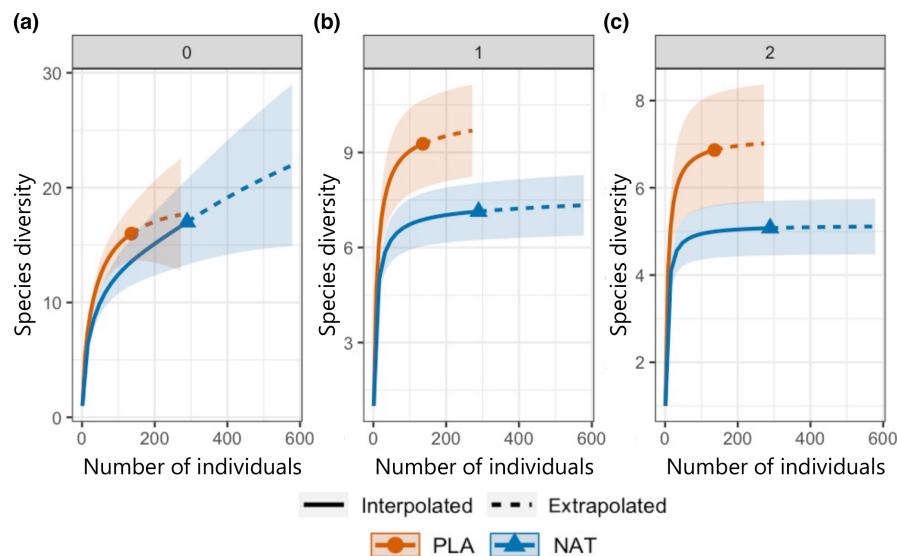 (a) (b) (c)
0 1 2
30
20
10
0
Species diversity
0 200 400 600
Number of individuals
9
6
3
Species diversity
0 200 400 600
Number of individuals
8
6
4
2
Species diversity
0 200 400 600
Number of individuals
Interpolated Extrapolated
PLA NAT